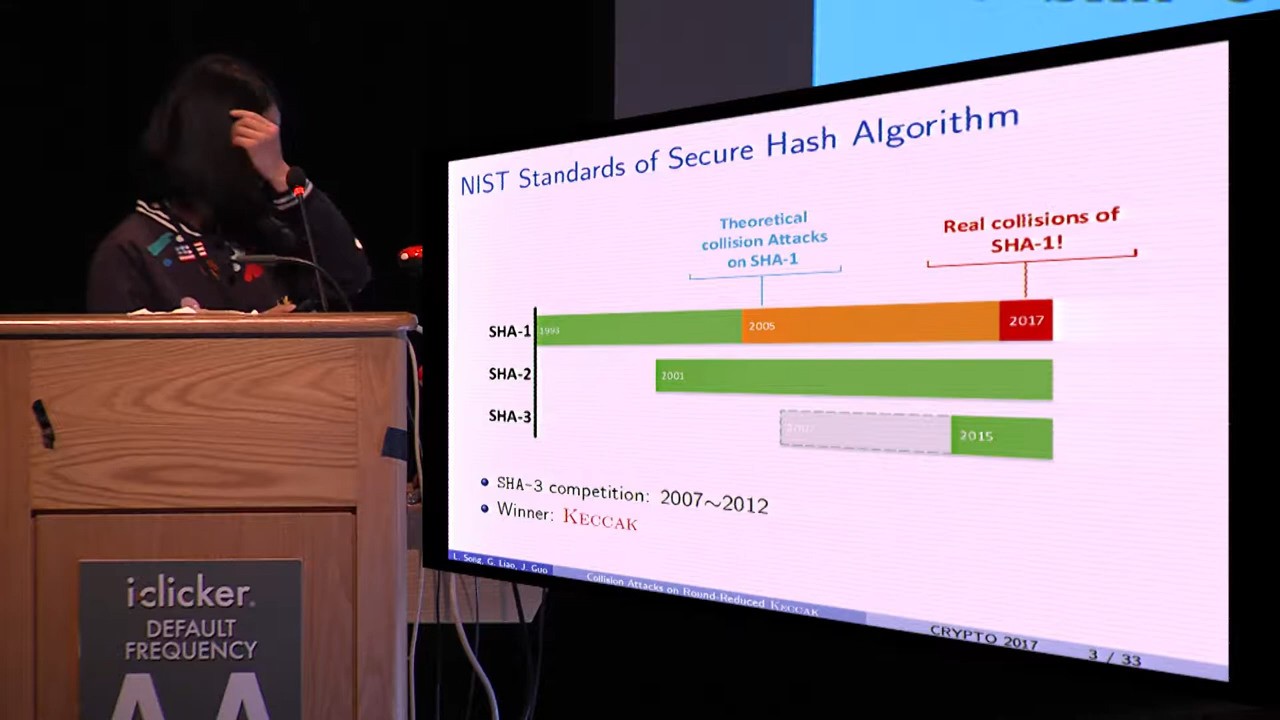 NIST Standards of Secure Hash Algorithm
Theoretical
collision Attacks
on SHA-1
Real collisions of
SHA-1!
SHA-1
1993
2005
2017
SHA-2
2001
SHA-3
2007
2015
SHA-3 competition: 2007~2012
Winner: KECCAK
L. Song, G. Liao, J. Guo
Collision Attacks on Round-Reduced KECCAK
CRYPTO 2017
3 / 33
iclicker.
DEFAULT
FREQUENCY
AA